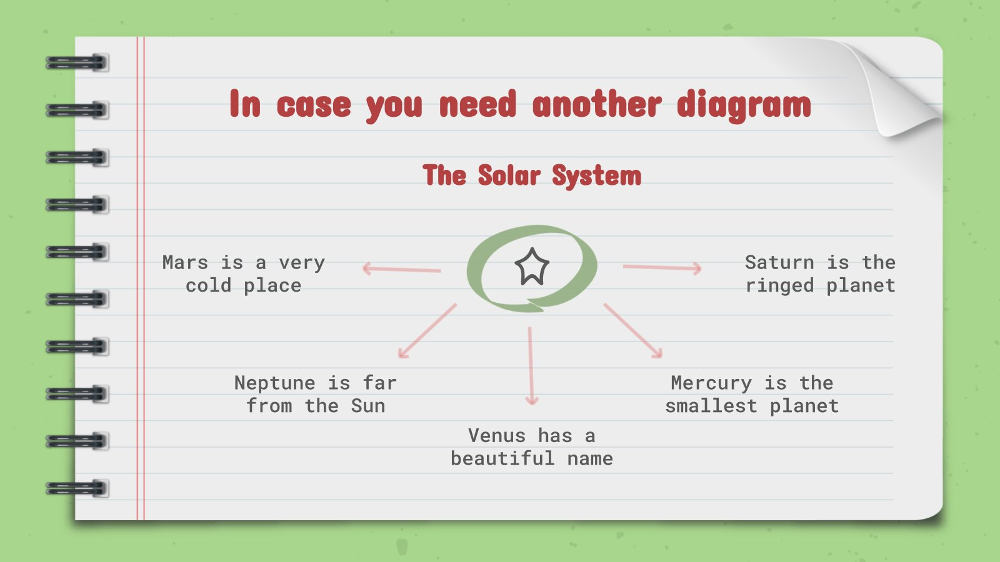 In case you need another diagram
The Solar System
Mars is a very
cold place
Saturn is the
ringed planet
Neptune is far
from the Sun
Mercury is the
smallest planet
Venus has a
beautiful name